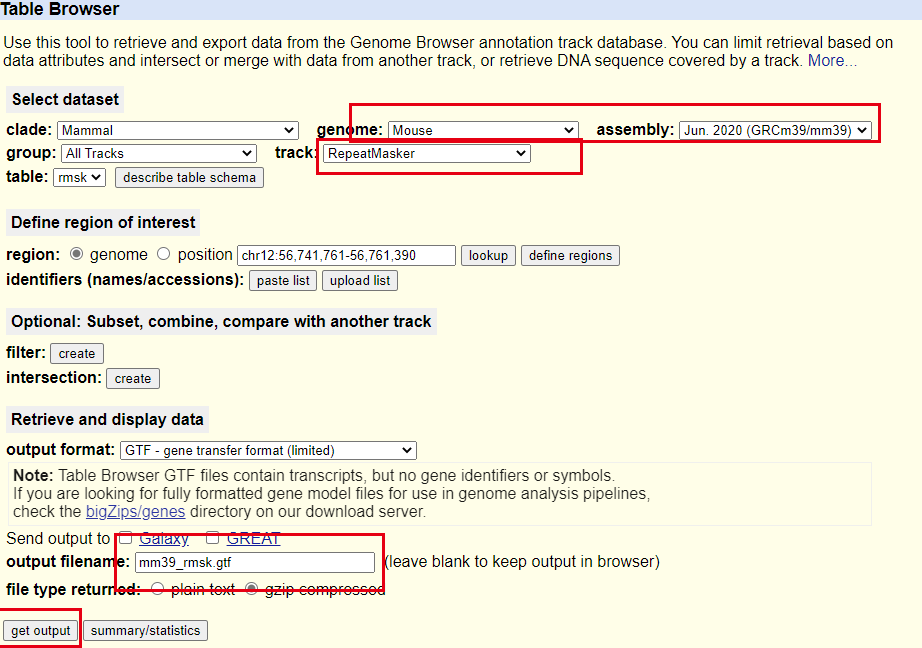 Table Browser
Use this tool to retrieve and export data from the Genome Browser annotation track database. You can limit retrieval based on
data attributes and intersect or merge with data from another track, or retrieve DNA sequence covered by a track. More...
Select dataset
clade: Mammal genome: Mouse assembly: Jun. 2020 (GRCm39/mm39)
group: All Tracks track: RepeatMasker
table: rmsk describe table schema
Define region of interest
region: genome position chr12:56,741,761-56,761,390 lookup define regions
identifiers (names/accessions): paste list upload list
Optional: Subset, combine, compare with another track
filter: create
intersection: create
Retrieve and display data
output format: GTF - gene transfer format (limited)
Note: Table Browser GTF files contain transcripts, but no gene identifiers or symbols.
If you are looking for fully formatted gene model files for use in genome analysis pipelines,
check the bigZips/genes directory on our download server.
Send output to Galaxy GREAT
output filename: mm39_rmsk.gtf (leave blank to keep output in browser)
file type returned: plain text gzip compressed
get output summary/statistics